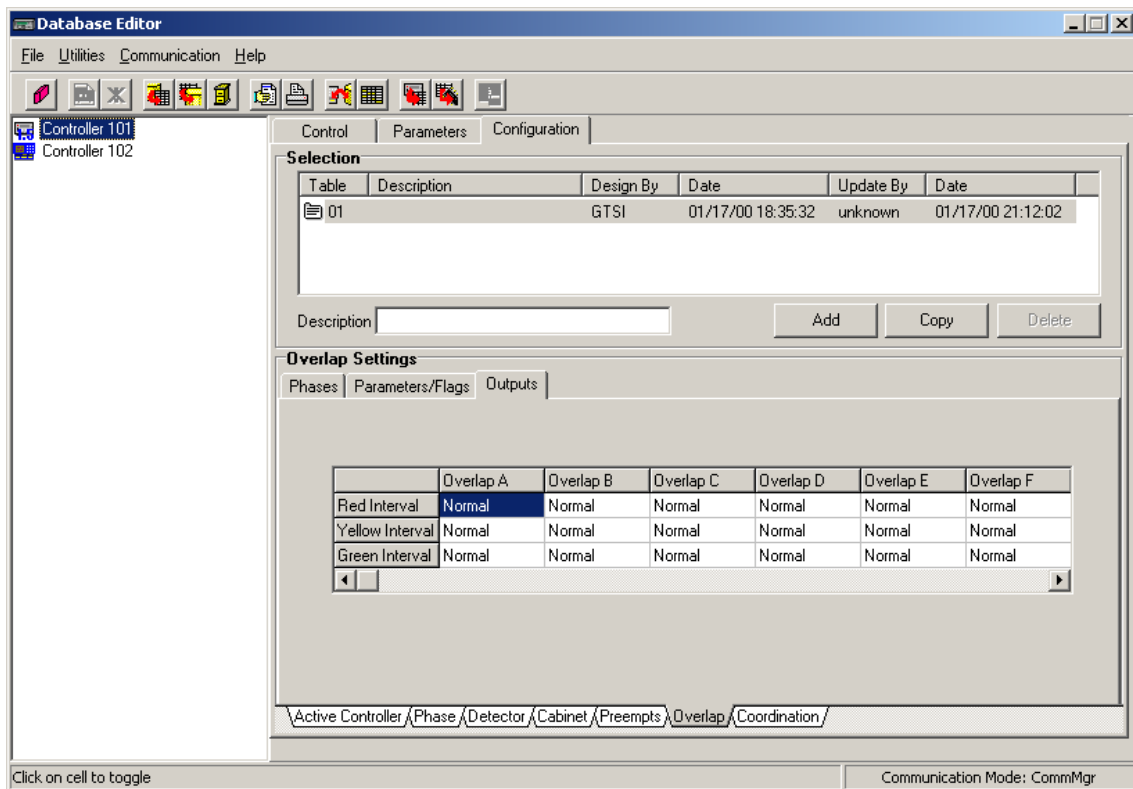 Database Editor
File Utilities Communication Help
Controller 101
Controller 102
Control Parameters Configuration
Selection
Table Description Design By Date Update By Date
01 GTSI 01/17/00 18:35:32 unknown 01/17/00 21:12:02
Description Add Copy Delete
Overlap Settings
Phases Parameters/Flags Outputs
Overlap A Overlap B Overlap C Overlap D Overlap E Overlap F
Red Interval Normal Normal Normal Normal Normal Normal
Yellow Interval Normal Normal Normal Normal Normal Normal
Green Interval Normal Normal Normal Normal Normal Normal
Active Controller Phase Detector Cabinet Preempts Overlap Coordination
Click on cell to toggle Communication Mode: CommMgr